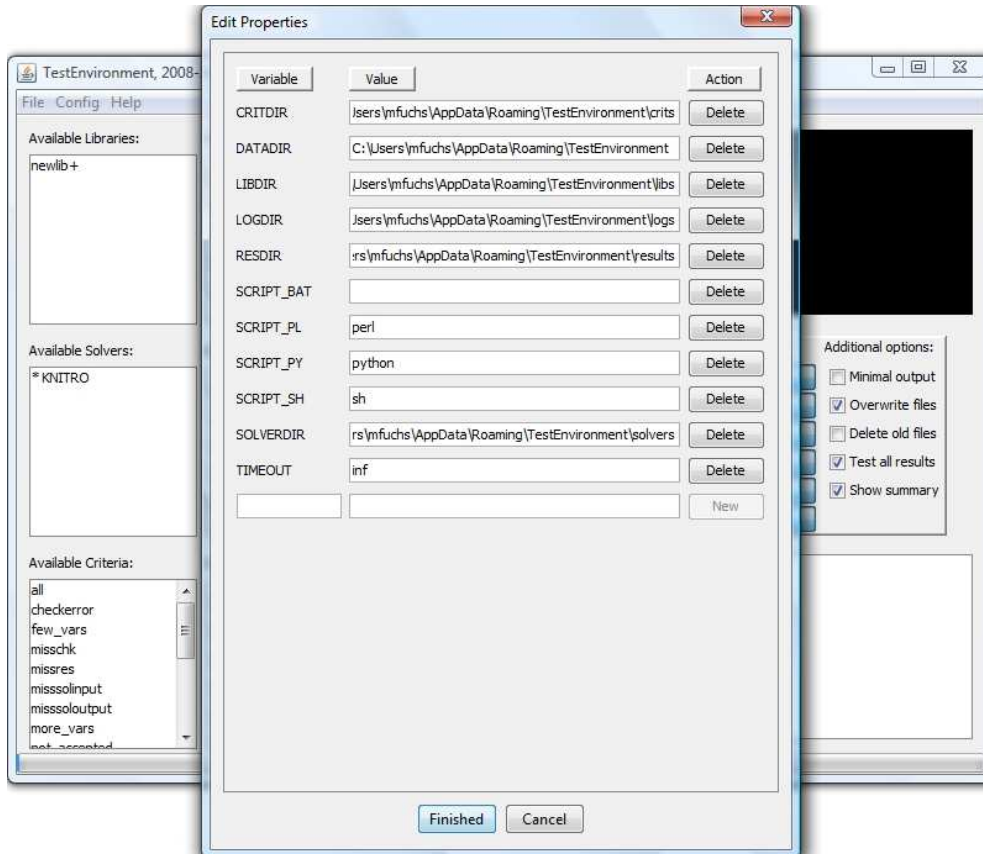 Edit Properties
Variable Value Action
CRITDIR Jsers\mfuchs\AppData\Roaming\TestEnvironment\crits Delete
DATADIR C:\Users\mfuchs\AppData\Roaming\TestEnvironment Delete
LIBDIR Users\mfuchs\AppData\Roaming\TestEnvironment\libs Delete
LOGDIR Jsers\mfuchs\AppData\Roaming\TestEnvironment\logs Delete
RESDIR rs\mfuchs\AppData\Roaming\TestEnvironment\results Delete
SCRIPT_BAT Delete
SCRIPT_PL perl Delete
SCRIPT_PY python Delete
SCRIPT_SH sh Delete
SOLVERDIR rs\mfuchs\AppData\Roaming\TestEnvironment\solvers Delete
TIMEOUT inf Delete
New
Finished Cancel
TestEnvironment, 2008-
File Config Help
Available Libraries:
newlib+
Available Solvers:
* KNITRO
Available Criteria:
all
checkerror
few_vars
misschk
missres
misssolinput
misssoloutput
more_vars
not_accepted
Additional options:
Minimal output
Overwrite files
Delete old files
Test all results
Show summary